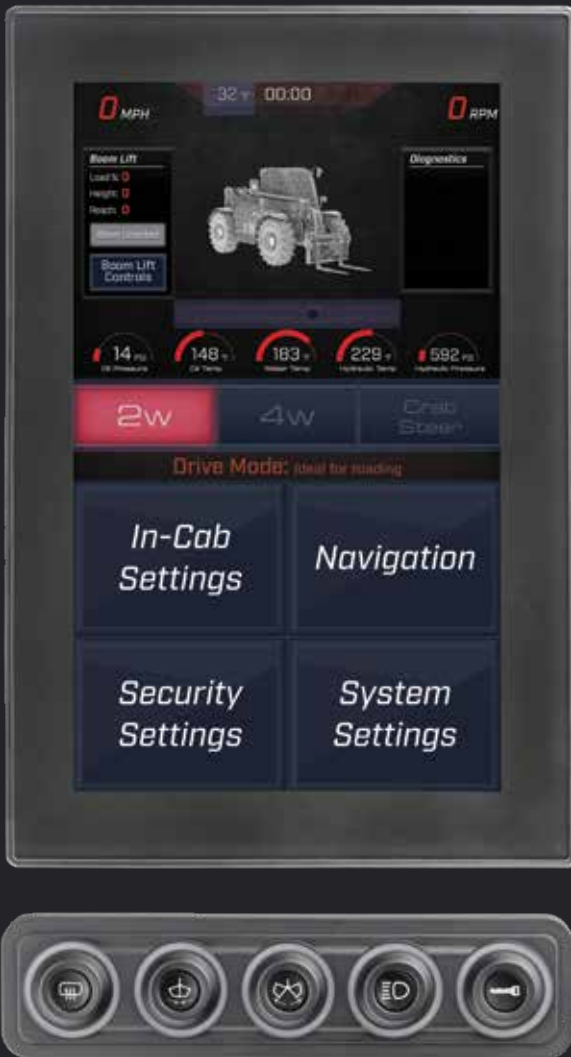 0 MPH
32 °F
00:00
0 RPM
Boom Lift
Load %: 0
Height: 0
Reach: 0
Boom Lift
Controls
Diagnostics
14 PSI
Oil Pressure
148 °F
Oil Temp
183 °F
Water Temp
229 °F
Hydraulic Temp
592 PSI
Hydraulic Pressure
2W
4W
Crab
Steer
Drive Mode: Ideal for roading
In-Cab
Settings
Navigation
Security
Settings
System
Settings